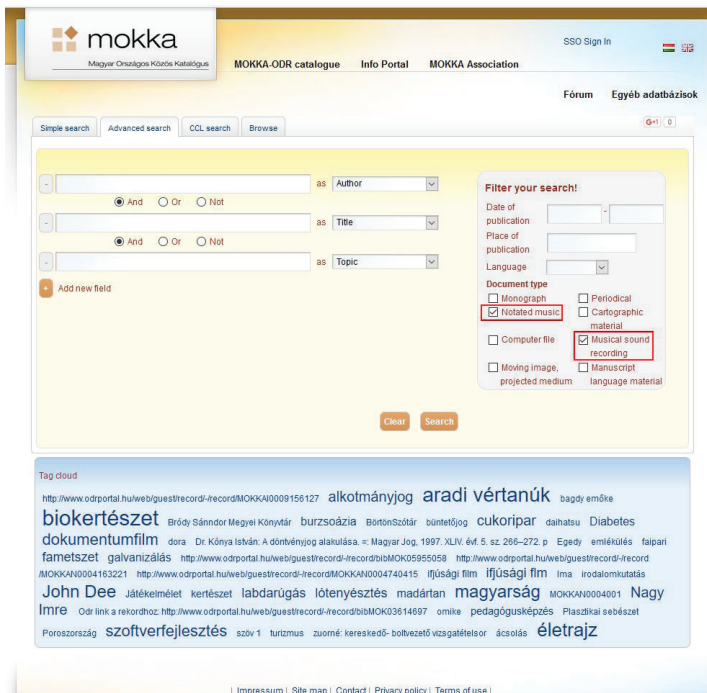 mokka
Magyar Országos Közös Katalógus
SSO Sign In
MOKKA-ODR catalogue Info Portal MOKKA Association
Fórum Egyéb adatbázisok
Simple search Advanced search CCL search Browse
G+1 0
- as Author
And Or Not
- as Title
And Or Not
- as Topic
+ Add new field
Filter your search!
Date of
publication -
Place of
publication
Language
Document type
Monograph Periodical
Notated music Cartographic
material
Computer file Musical sound
recording
Moving image, Manuscript
projected medium language material
Clear Search
Tag cloud
http://www.odrportal.hu/web/guest/record/-/record/MOKKAI0009156127 alkotmányjog aradi vértanúk bagdy emőke
biokertészet Bródy Sánndor Megyei Könyvtár burzsoázia BörtönSzótár büntetőjog cukoripar daihatsu Diabetes
dokumentumfilm dora Dr. Kónya István: A döntvényjog alakulása. =: Magyar Jog, 1997. XLIV. évf. 5. sz. 266–272. p Egedy emlékülés faipari
fametszet galvanizálás http://www.odrportal.hu/web/guest/record/-/record/bibMOK05955058 http://www.odrportal.hu/web/guest/record/-/record
/MOKKAN0004163221 http://www.odrportal.hu/web/guest/record/-/record/MOKKAN0004740415 ifjúsági film ifjúsági flm Ima irodalomkutatás
John Dee Játékelmélet kertészet labdarúgás lótenyésztés madártan magyarság MOKKAN0004001 Nagy
Imre Odr link a rekordhoz: http://www.odrportal.hu/web/guest/record/-/record/bibMOK03614697 omike pedagógusképzés Plasztikai sebészet
Poroszország szoftverfejlesztés szöv 1 turizmus zuorné: kereskedő- boltvezető vizsgatételsor ácsolás életrajz
| Impressum | Site map | Contact | Privacy policy | Terms of use |